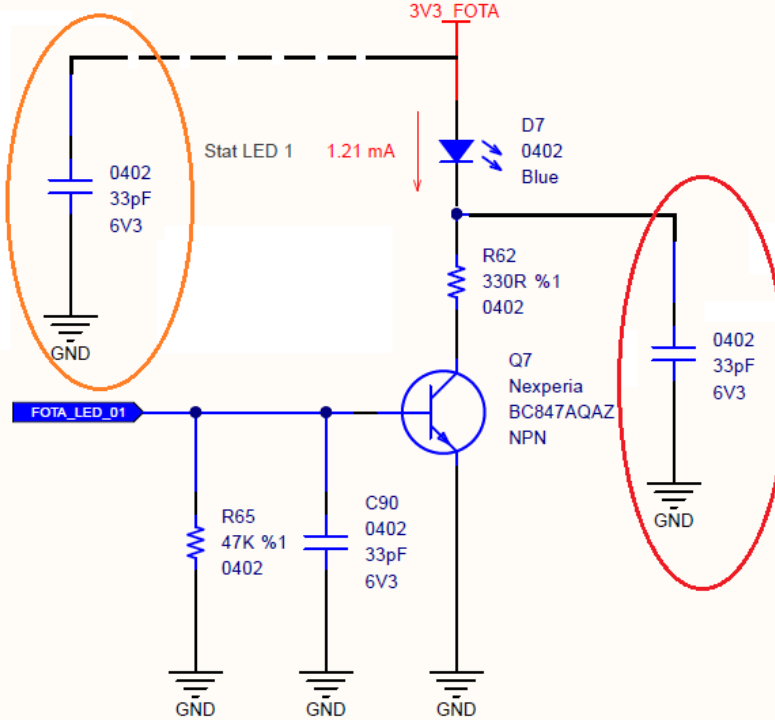 3V3_FOTA
Stat LED 1
1.21 mA
D7
0402
Blue
0402
33pF
6V3
GND
R62
330R %1
0402
0402
33pF
6V3
GND
Q7
Nexperia
BC847AQAZ
NPN
FOTA_LED_01
R65
47K %1
0402
C90
0402
33pF
6V3
GND
GND
GND